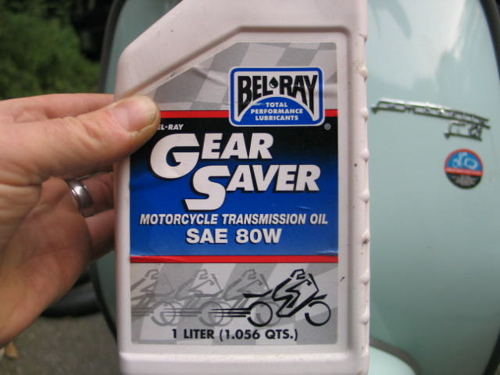 BEL-RAY
TOTAL
PERFORMANCE
LUBRICANTS
®
EL-RAY
GEAR
SAVER
MOTORCYCLE TRANSMISSION OIL
SAE 80W
1 LITER (1.056 QTS.)